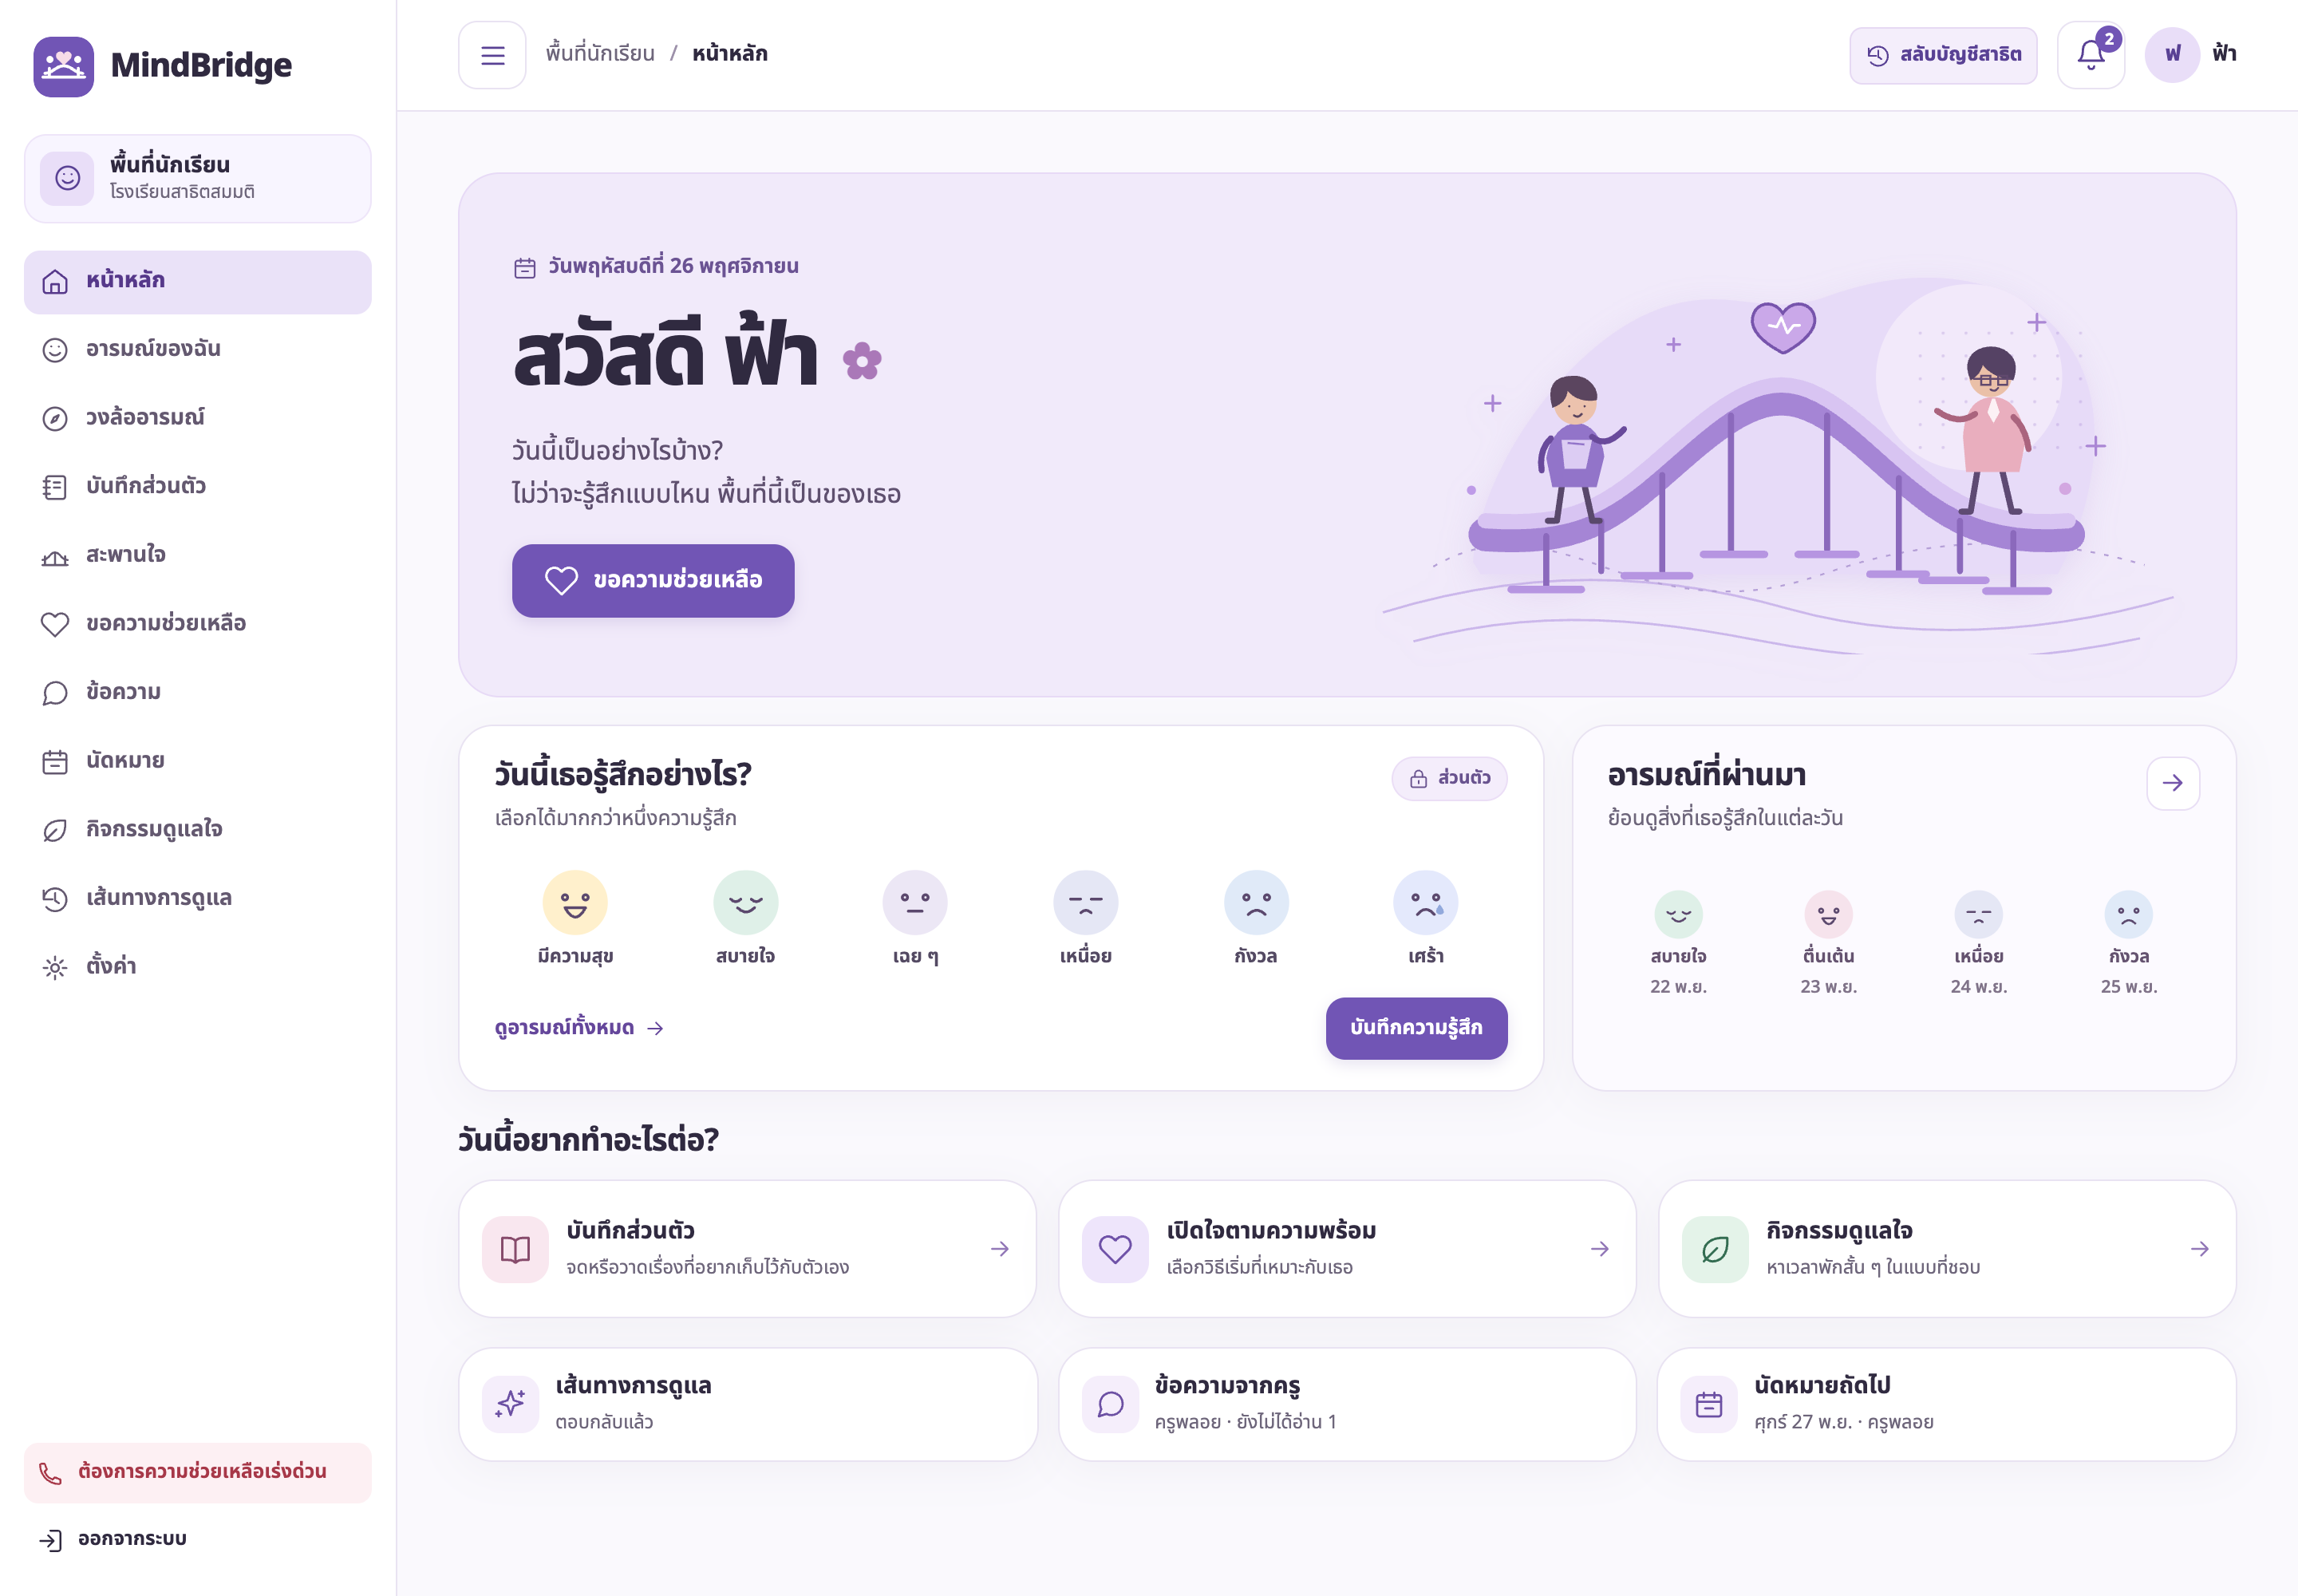 MindBridge
พื้นที่นักเรียน
โรงเรียนสาธิตสมมติ
หน้าหลัก
อารมณ์ของฉัน
วงล้ออารมณ์
บันทึกส่วนตัว
สะพานใจ
ขอความช่วยเหลือ
ข้อความ
นัดหมาย
กิจกรรมดูแลใจ
เส้นทางการดูแล
ตั้งค่า
ต้องการความช่วยเหลือเร่งด่วน
ออกจากระบบ
พื้นที่นักเรียน / หน้าหลัก
สลับบัญชีสาธิต
2
ฟ
ฟ้า
วันพฤหัสบดีที่ 26 พฤศจิกายน
สวัสดี ฟ้า
วันนี้เป็นอย่างไรบ้าง?
ไม่ว่าจะรู้สึกแบบไหน พื้นที่นี้เป็นของเธอ
ขอความช่วยเหลือ
วันนี้เธอรู้สึกอย่างไร?
ส่วนตัว
เลือกได้มากกว่าหนึ่งความรู้สึก
มีความสุข
สบายใจ
เฉย ๆ
เหนื่อย
กังวล
เศร้า
ดูอารมณ์ทั้งหมด
บันทึกความรู้สึก
อารมณ์ที่ผ่านมา
ย้อนดูสิ่งที่เธอรู้สึกในแต่ละวัน
สบายใจ
22 พ.ย.
ตื่นเต้น
23 พ.ย.
เหนื่อย
24 พ.ย.
กังวล
25 พ.ย.
วันนี้อยากทำอะไรต่อ?
บันทึกส่วนตัว
จดหรือวาดเรื่องที่อยากเก็บไว้กับตัวเอง
เปิดใจตามความพร้อม
เลือกวิธีเริ่มที่เหมาะกับเธอ
กิจกรรมดูแลใจ
หาเวลาพักสั้น ๆ ในแบบที่ชอบ
เส้นทางการดูแล
ตอบกลับแล้ว
ข้อความจากครู
ครูพลอย · ยังไม่ได้อ่าน 1
นัดหมายถัดไป
ศุกร์ 27 พ.ย. · ครูพลอย